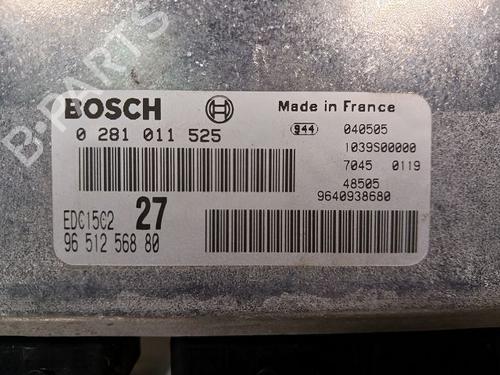 BOSCH
Made in France
0 281 011 525
944 040505
1039S00000
7045 0119
48505
9640938680
EDC15C2 27
96 512 568 80
B-PARTS